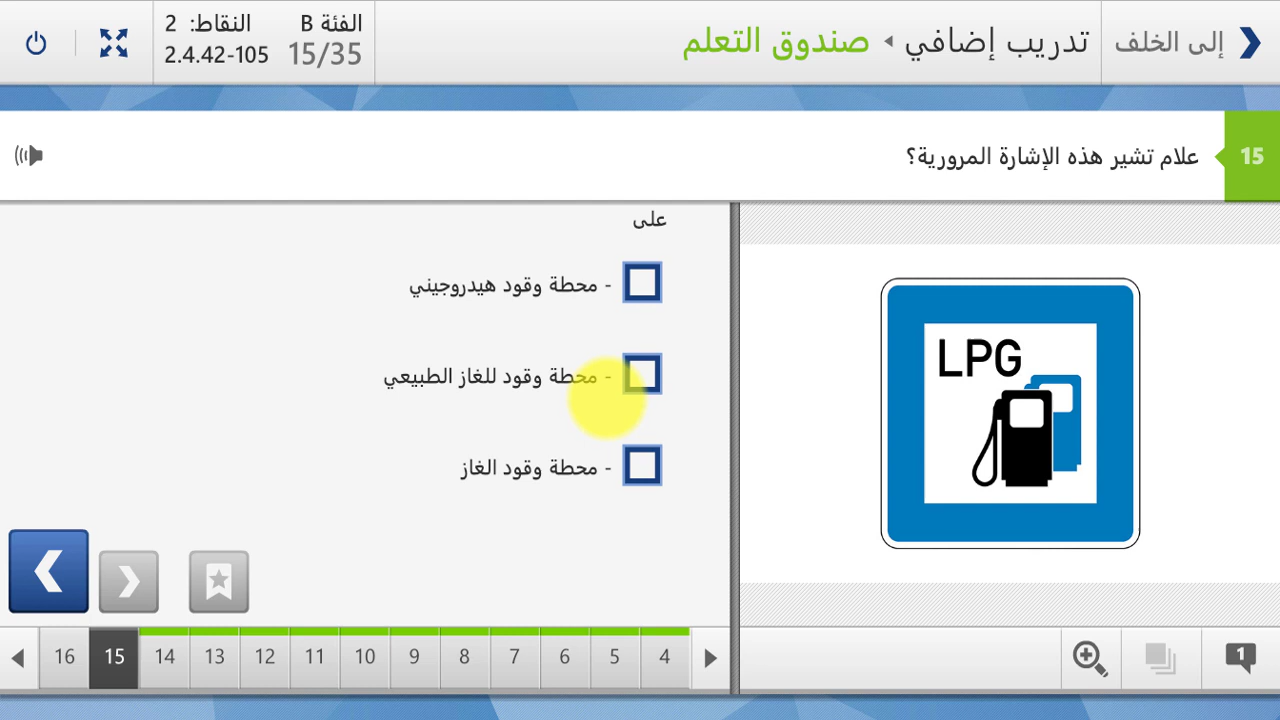 إلى الخلف
تدريب إضافي ◂ صندوق التعلم
الفئة B
15/35
النقاط: 2
2.4.42-105
15
علام تشير هذه الإشارة المرورية؟
LPG
على
- محطة وقود هيدروجيني
- محطة وقود للغاز الطبيعي
- محطة وقود الغاز
16 15 14 13 12 11 10 9 8 7 6 5 4
1